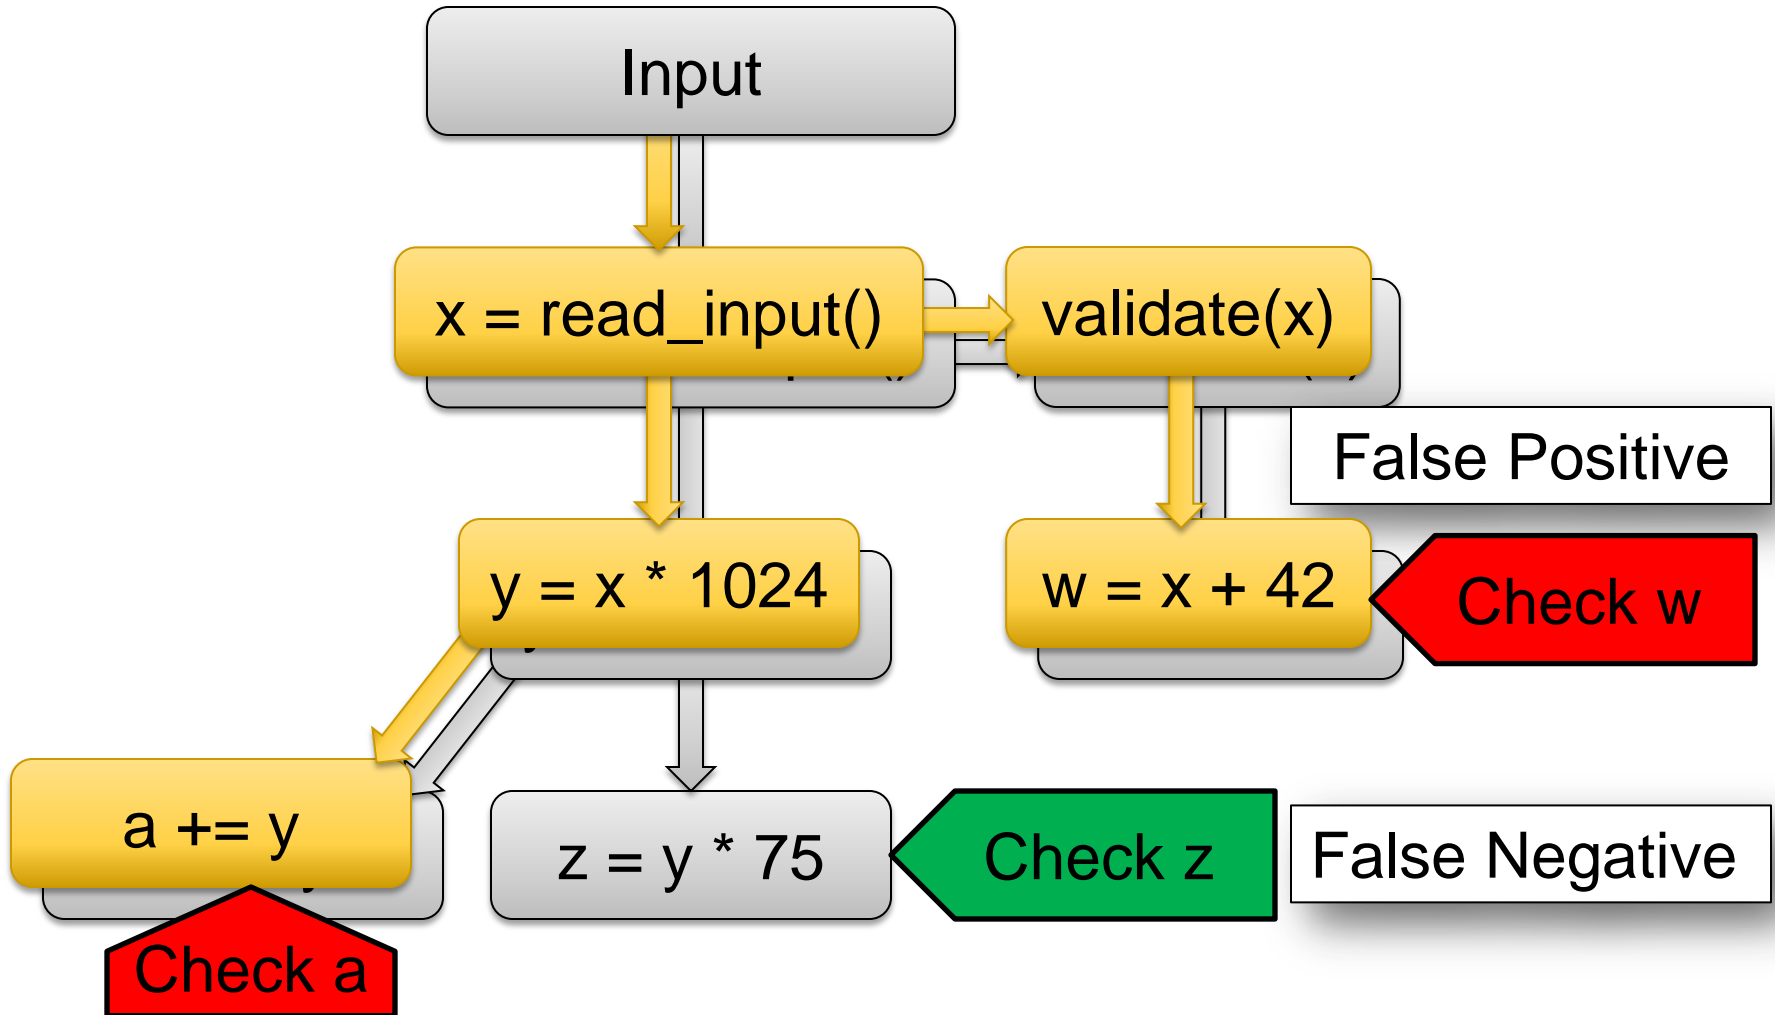 Input
x = read_input()
validate(x)
False Positive
y = x * 1024
w = x + 42
Check w
a += y
z = y * 75
Check z
False Negative
Check a